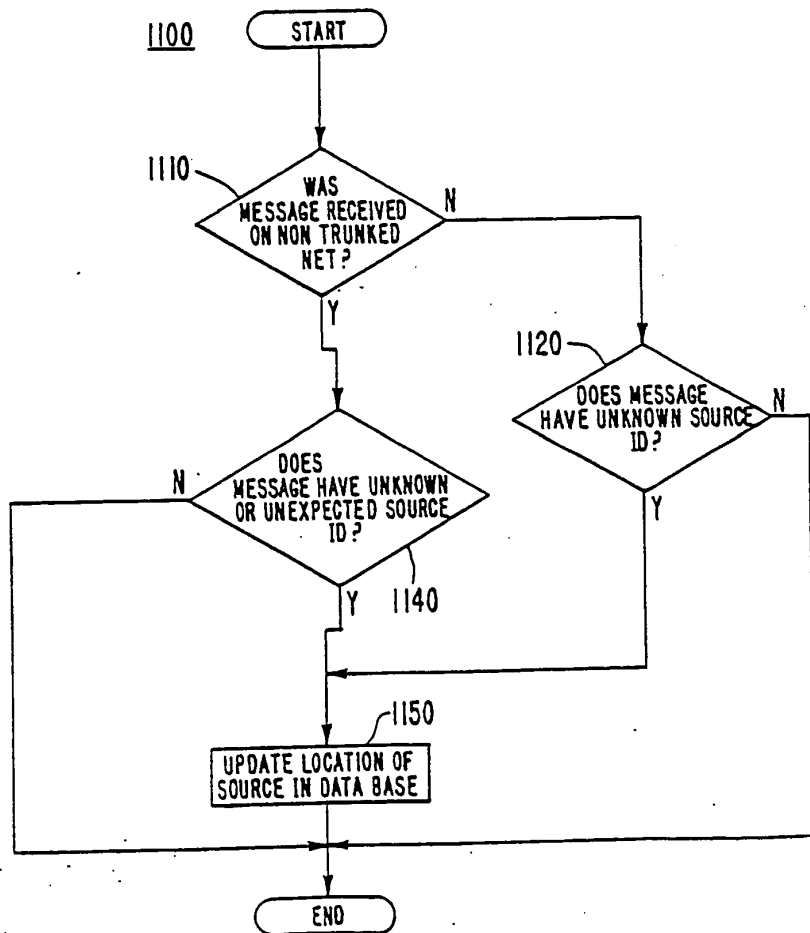 1100
START
1110
WAS
MESSAGE RECEIVED
ON NON TRUNKED
NET?
N
Y
1120
DOES MESSAGE
HAVE UNKNOWN SOURCE
ID?
N
Y
DOES
MESSAGE HAVE UNKNOWN
OR UNEXPECTED SOURCE
ID?
N
Y
1140
1150
UPDATE LOCATION OF
SOURCE IN DATA BASE
END